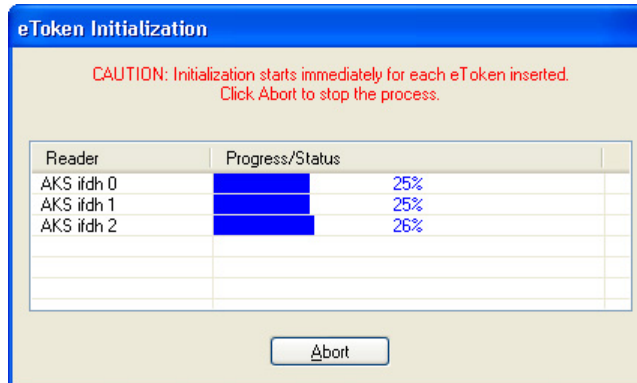 eToken Initialization
CAUTION: Initialization starts immediately for each eToken inserted.
Click Abort to stop the process.
Reader Progress/Status
AKS ifdh 0 25%
AKS ifdh 1 25%
AKS ifdh 2 26%
Abort